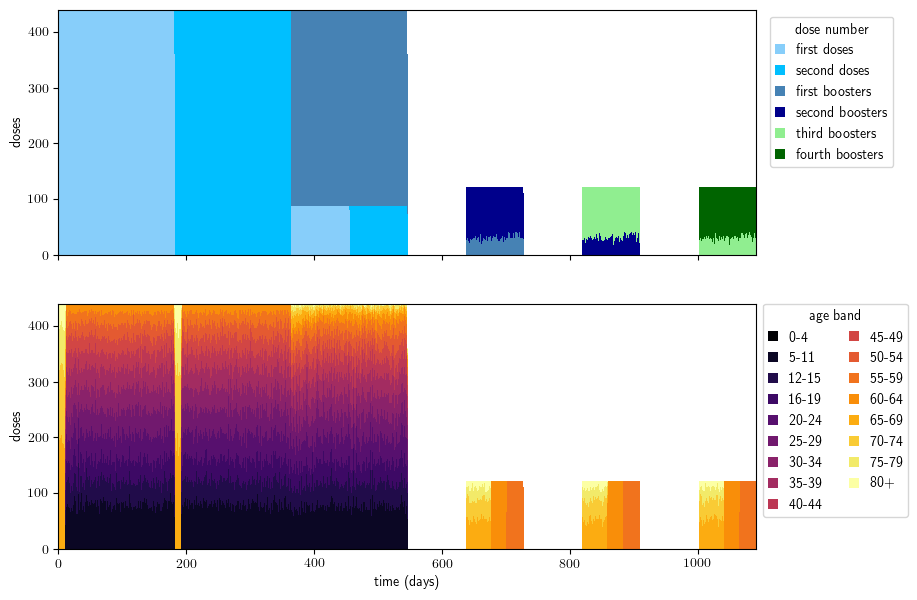 400
300
200
100
0
doses
dose number
first doses
second doses
first boosters
second boosters
third boosters
fourth boosters
400
300
200
100
0
doses
0 200 400 600 800 1000
time (days)
age band
0-4 45-49
5-11 50-54
12-15 55-59
16-19 60-64
20-24 65-69
25-29 70-74
30-34 75-79
35-39 80+
40-44